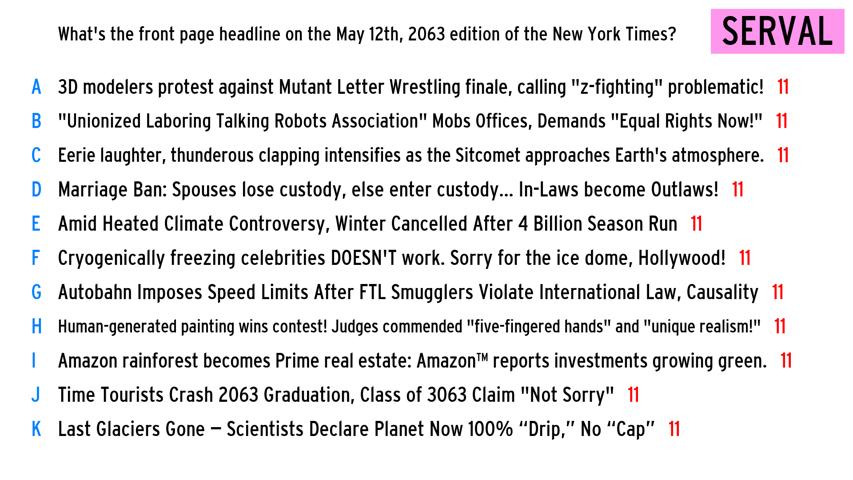 What's the front page headline on the May 12th, 2063 edition of the New York Times?
SERVAL
A 3D modelers protest against Mutant Letter Wrestling finale, calling "z-fighting" problematic! 11
B "Unionized Laboring Talking Robots Association" Mobs Offices, Demands "Equal Rights Now!" 11
C Eerie laughter, thunderous clapping intensifies as the Sitcomet approaches Earth's atmosphere. 11
D Marriage Ban: Spouses lose custody, else enter custody... In-Laws become Outlaws! 11
E Amid Heated Climate Controversy, Winter Cancelled After 4 Billion Season Run 11
F Cryogenically freezing celebrities DOESN'T work. Sorry for the ice dome, Hollywood! 11
G Autobahn Imposes Speed Limits After FTL Smugglers Violate International Law, Causality 11
H Human-generated painting wins contest! Judges commended "five-fingered hands" and "unique realism!" 11
I Amazon rainforest becomes Prime real estate: Amazon™ reports investments growing green. 11
J Time Tourists Crash 2063 Graduation, Class of 3063 Claim "Not Sorry" 11
K Last Glaciers Gone – Scientists Declare Planet Now 100% “Drip,” No “Cap” 11